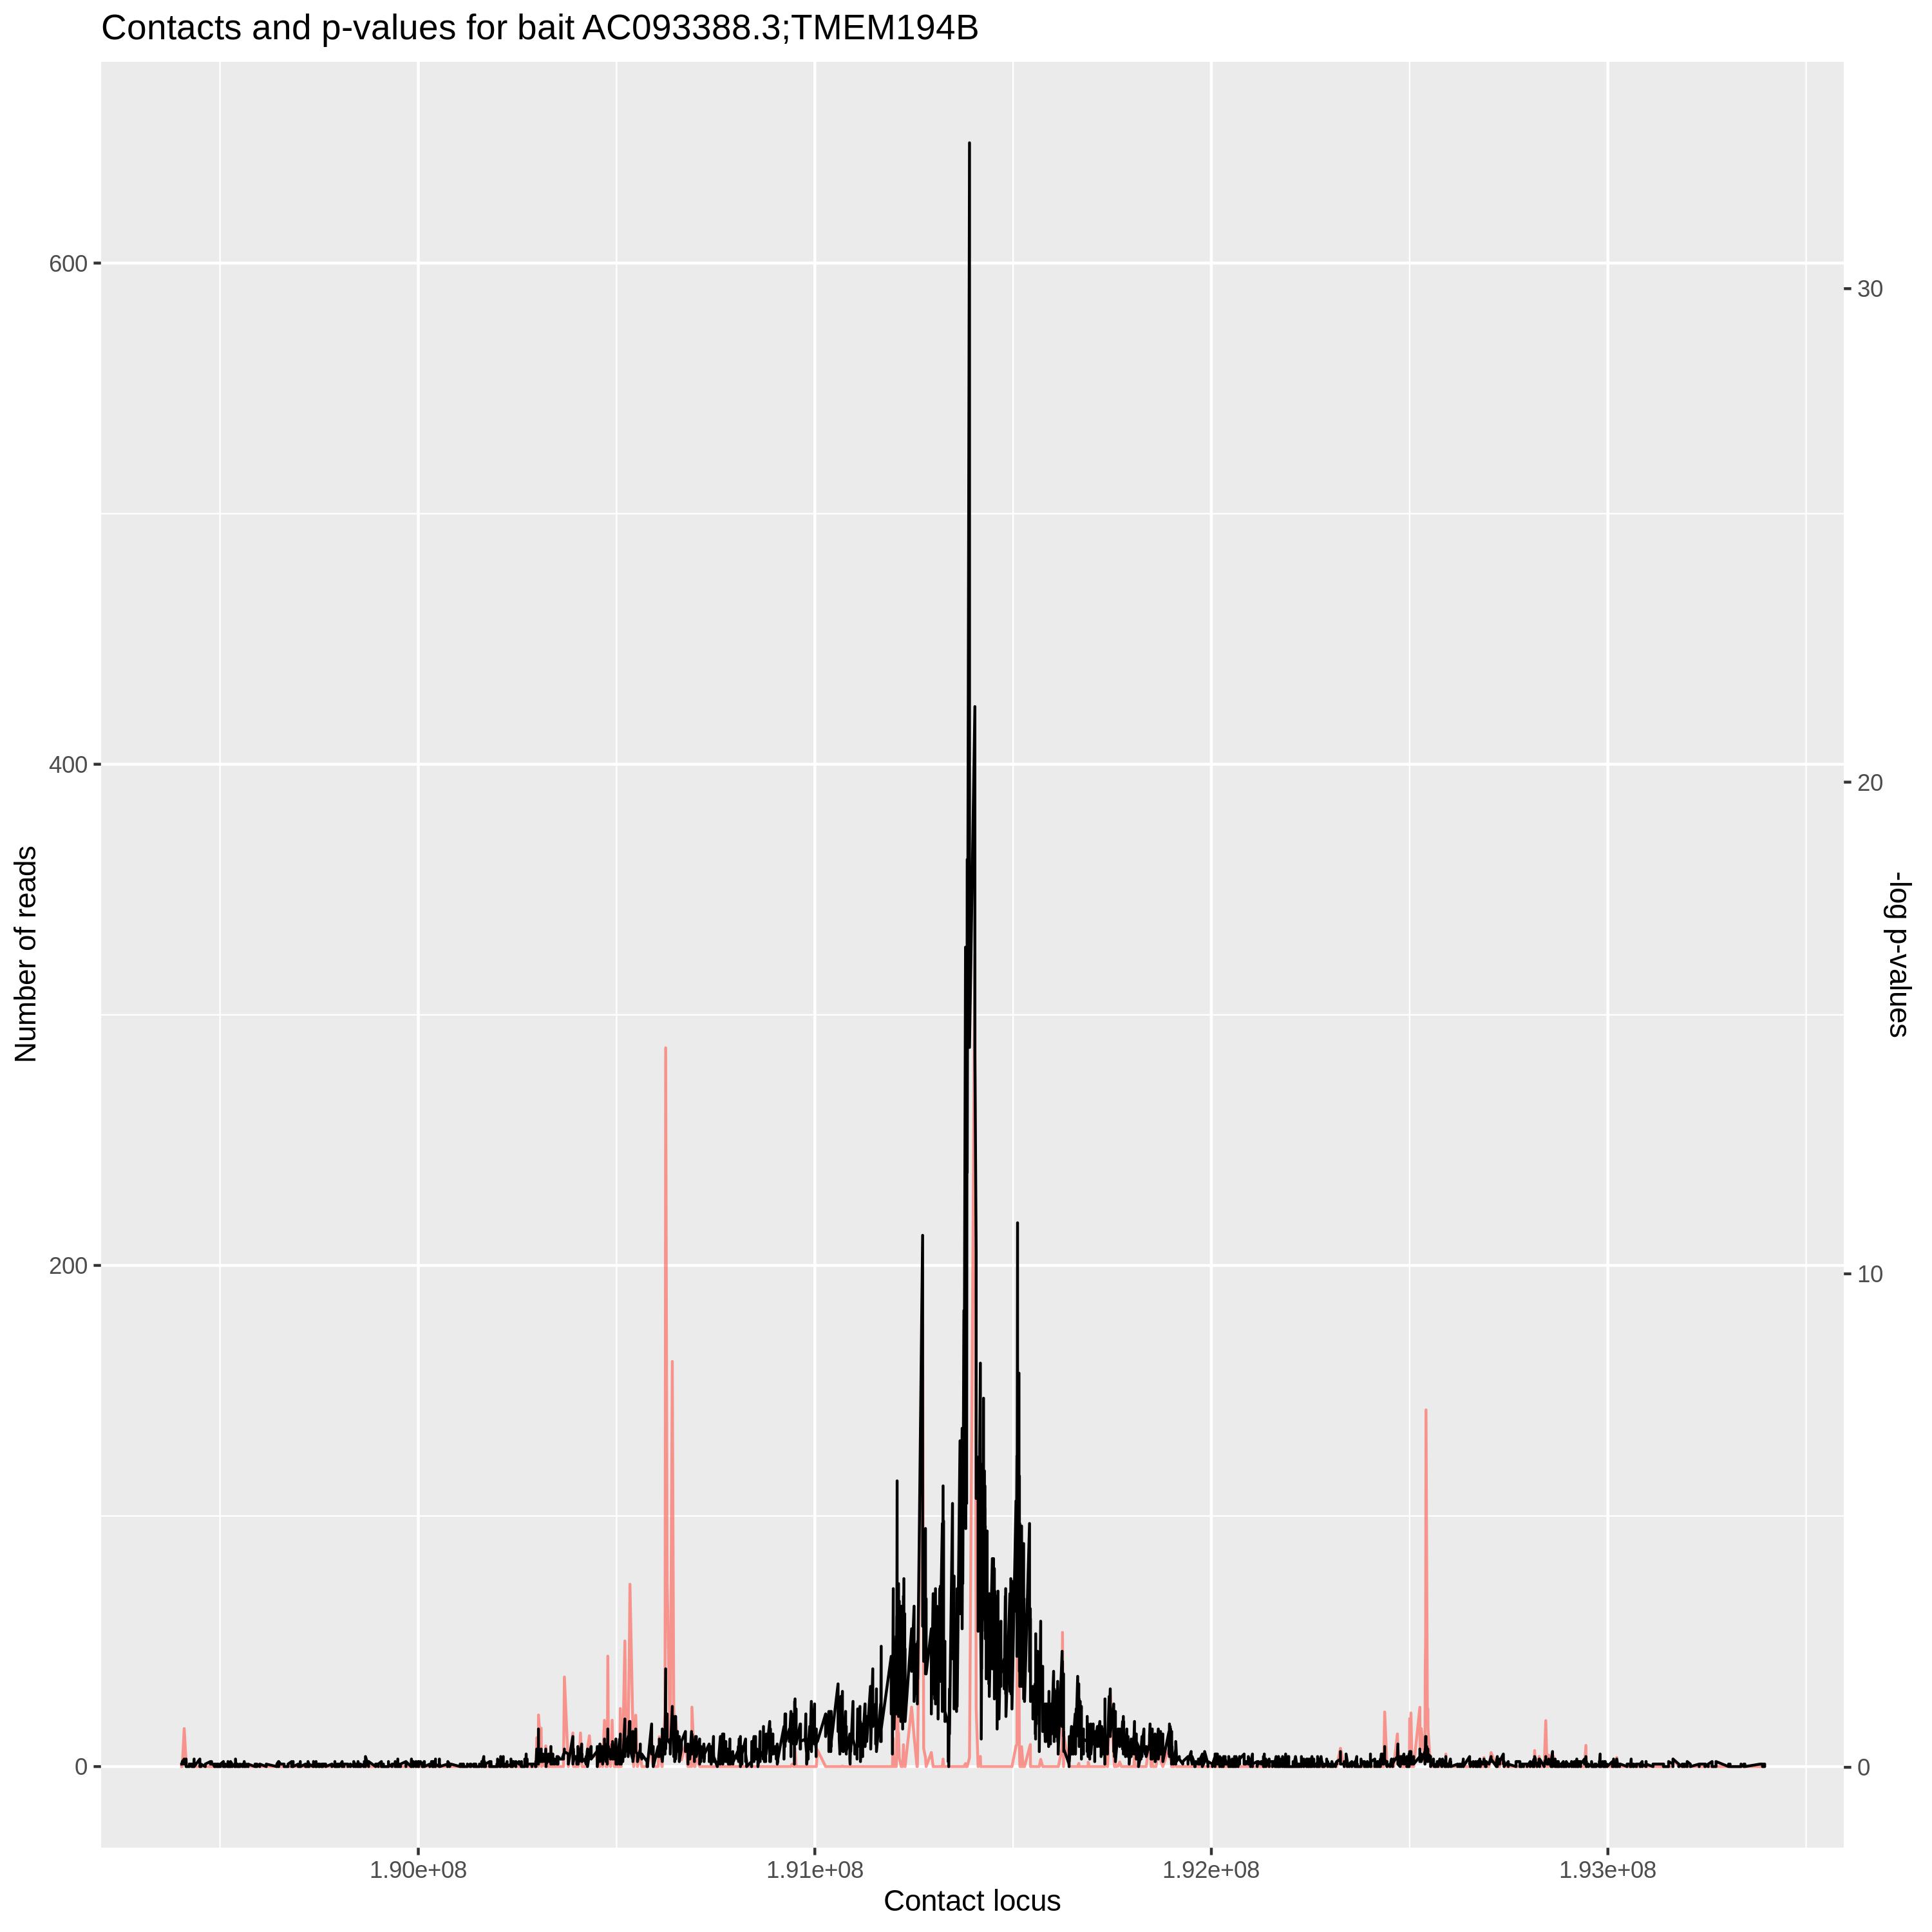 Contacts and p-values for bait AC093388.3;TMEM194B
600
400
200
0
Number of reads
30
20
10
0
-log p-values
1.90e+08
1.91e+08
1.92e+08
1.93e+08
Contact locus